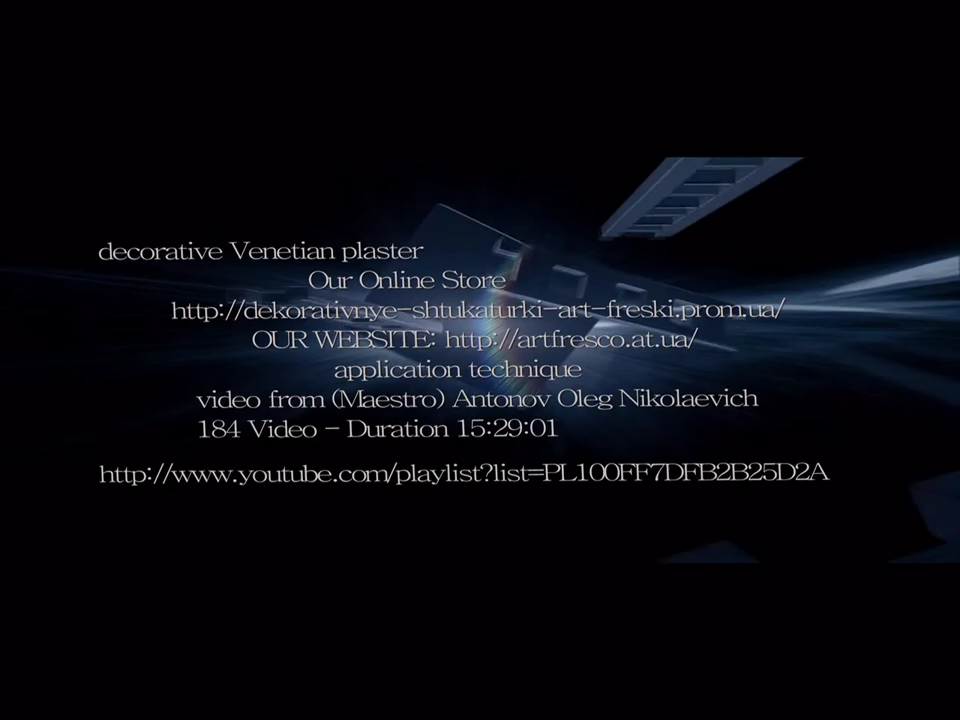 decorative Venetian plaster
Our Online Store
http://dekorativnye-shtukaturki-art-freski.prom.ua/
OUR WEBSITE: http://artfresco.at.ua/
application technique
video from (Maestro) Antonov Oleg Nikolaevich
184 Video - Duration 15:29:01
http://www.youtube.com/playlist?list=PL100FF7DFB2B25D2A